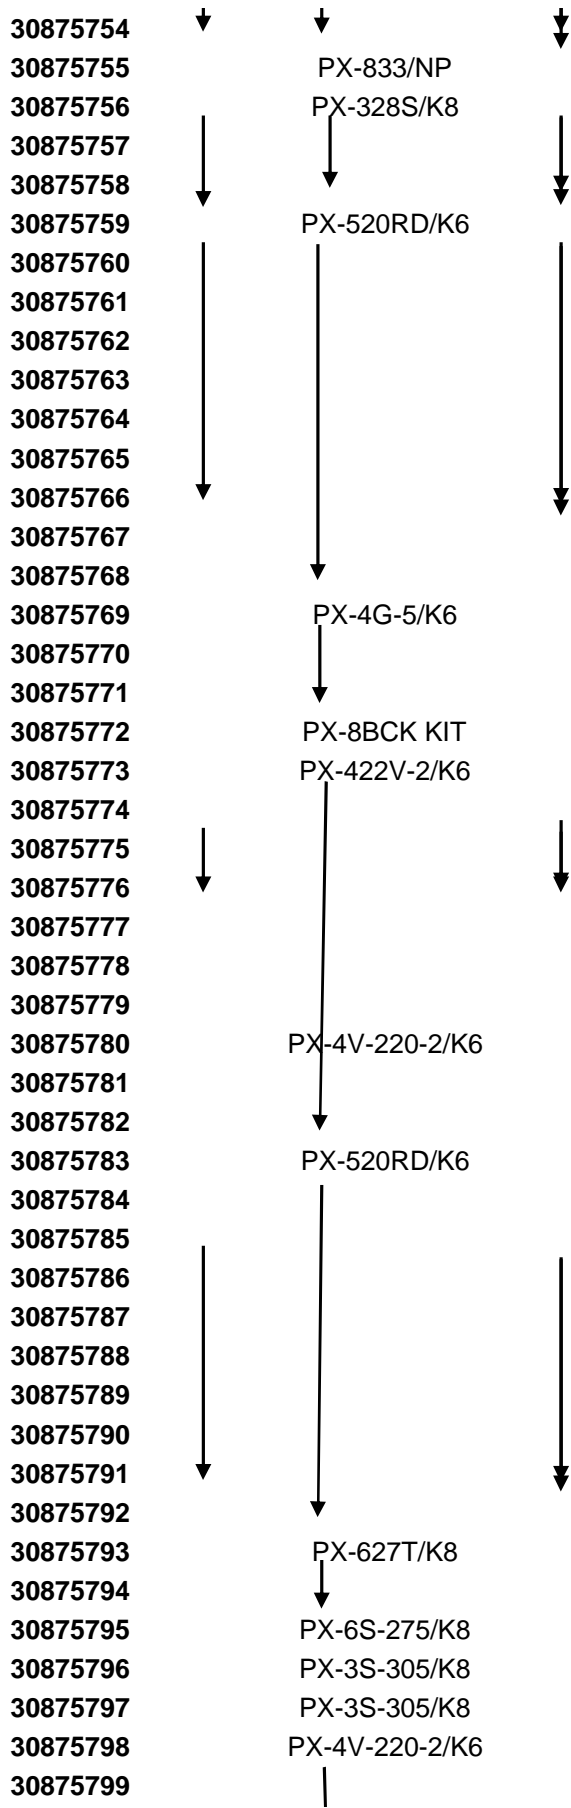 30875754
30875755 PX-833/NP
30875756 PX-328S/K8
30875757
30875758
30875759 PX-520RD/K6
30875760
30875761
30875762
30875763
30875764
30875765
30875766
30875767
30875768
30875769 PX-4G-5/K6
30875770
30875771
30875772 PX-8BCK KIT
30875773 PX-422V-2/K6
30875774
30875775
30875776
30875777
30875778
30875779
30875780 PX-4V-220-2/K6
30875781
30875782
30875783 PX-520RD/K6
30875784
30875785
30875786
30875787
30875788
30875789
30875790
30875791
30875792
30875793 PX-627T/K8
30875794
30875795 PX-6S-275/K8
30875796 PX-3S-305/K8
30875797 PX-3S-305/K8
30875798 PX-4V-220-2/K6
30875799